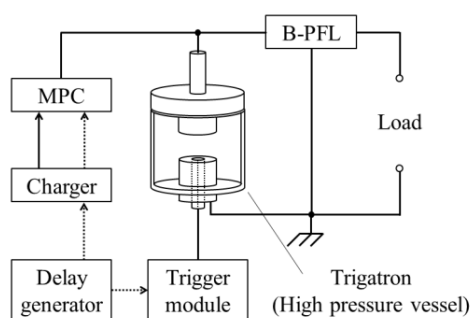 B-PFL
MPC
Load
Charger
Delay
generator
Trigger
module
Trigatron
(High pressure vessel)